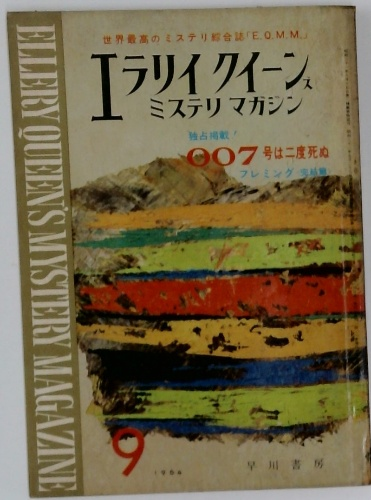 世界最高のミステリ綜合誌「E.Q.M.M.」
エラリイクイーンズ
ミステリ マガジン
独占掲載!
007号は二度死ぬ
フレミング
ELLERY QUEEN'S MYSTERY MAGAZINE
9
早川書房